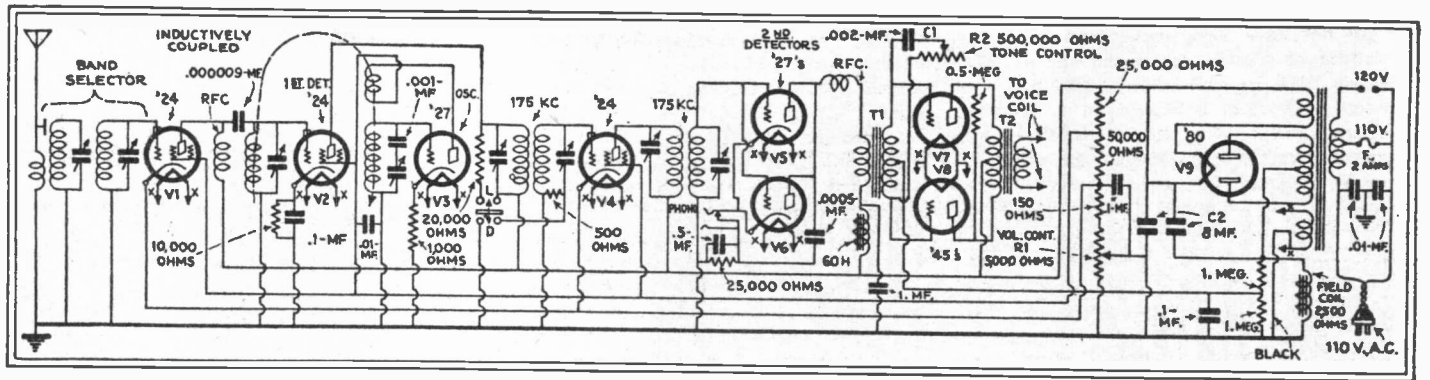 INDUCTIVELY
COUPLED
BAND
SELECTOR
.000009-MF
'24
RFC
1 ST. DET.
'24
.001-
MF
'27
OSC.
175 KC
'24
175 KC.
2 ND.
DETECTORS
'27's
RFC.
.002-MF.
C1
R2 500,000 OHMS
TONE CONTROL
0.5-MEG
TO
VOICE
COIL
T1
T2
25,000 OHMS
50,000
OHMS
'80
V9
120V
110 V.
F.
2 AMPS
V1
V2
V3
V4
V5
V6
V7
V8
10,000
OHMS
.1-MF
.01-
MF.
20,000
OHMS
1,000
OHMS
L
D
500
OHMS
PHONO
.5-
MF.
25,000 OHMS
.0005-
MF.
60 H
1. MF.
'45's
150
OHMS
.1-MF.
VOL. CONT.
R1
5,000 OHMS
C2
8 MF.
.01-MF.
1. MEG.
.1-
MF.
1. MEG.
BLACK
FIELD
COIL
2500
OHMS
110 V. A.C.